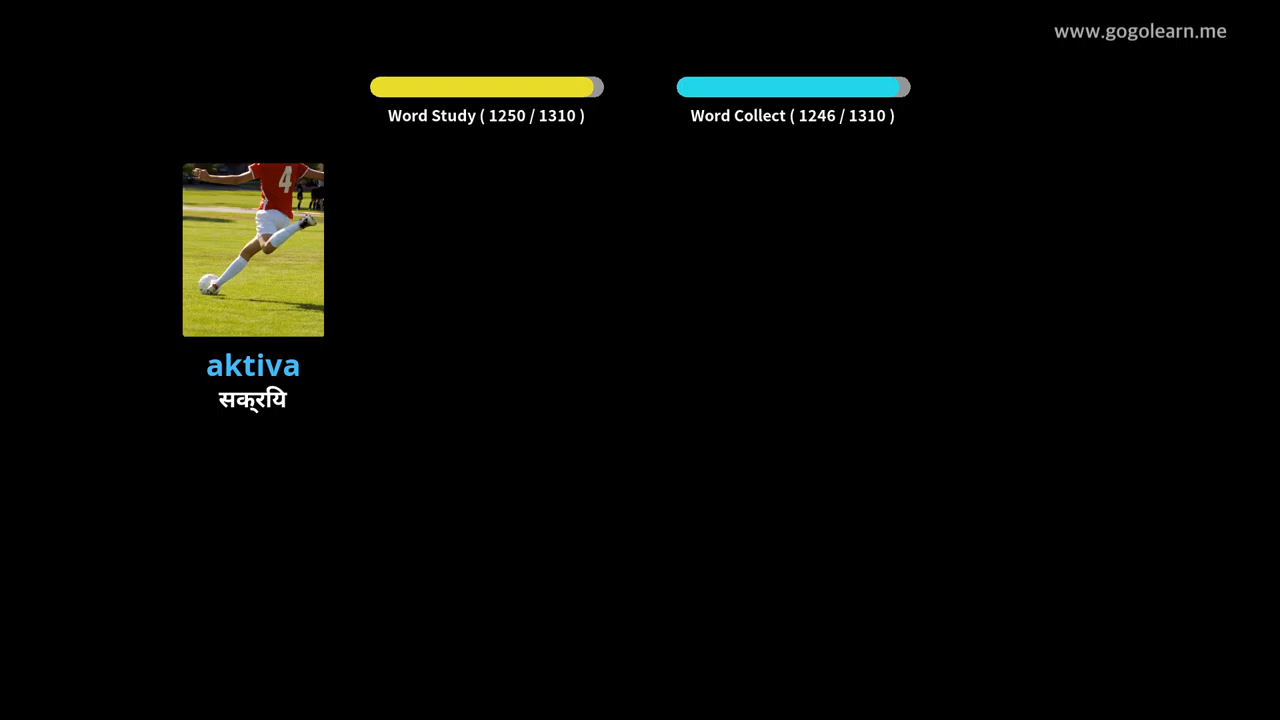 www.gogolearn.me
Word Study ( 1250 / 1310 )
Word Collect ( 1246 / 1310 )
4
aktiva
सक्रयि